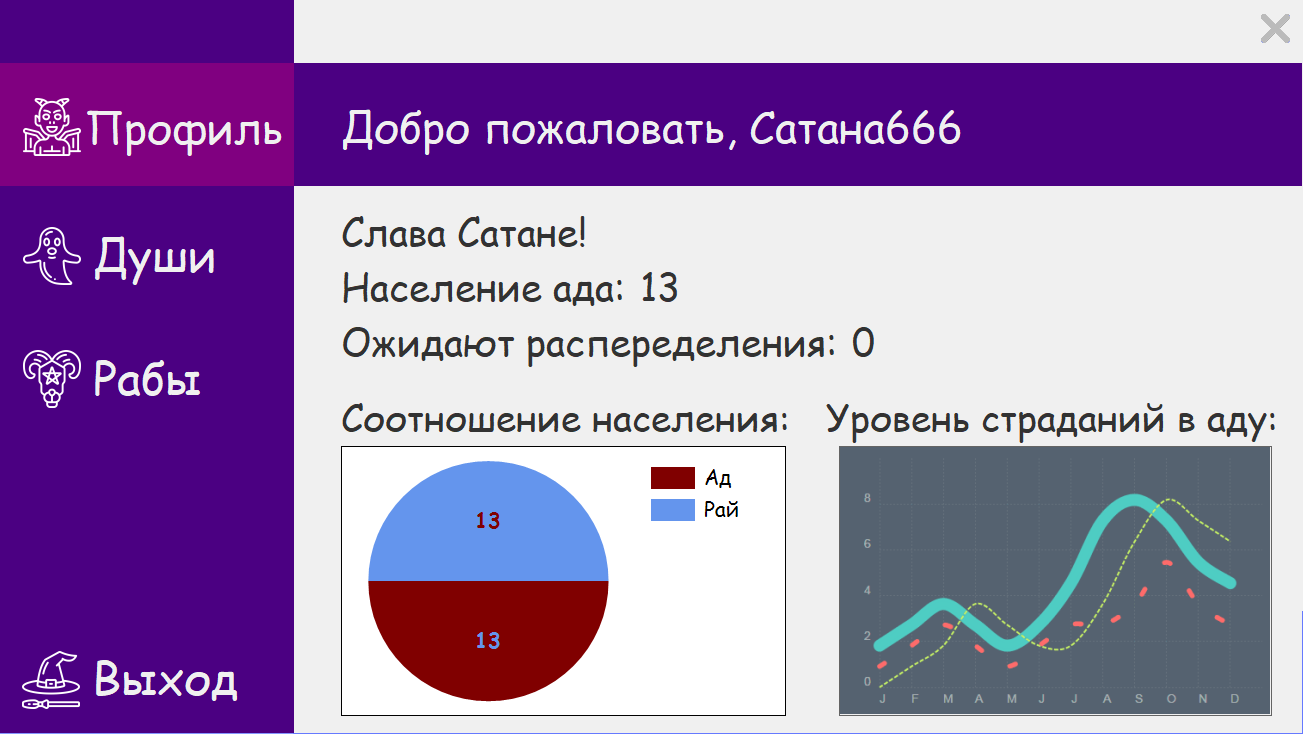 Профиль
Добро пожаловать, Сатана666
Души
Рабы
Выход
Слава Сатане!
Население ада: 13
Ожидают распеределения: 0
Соотношение населения:
13
13
Ад
Рай
Уровень страданий в аду:
8
6
4
2
0
J F M A M J J A S O N D